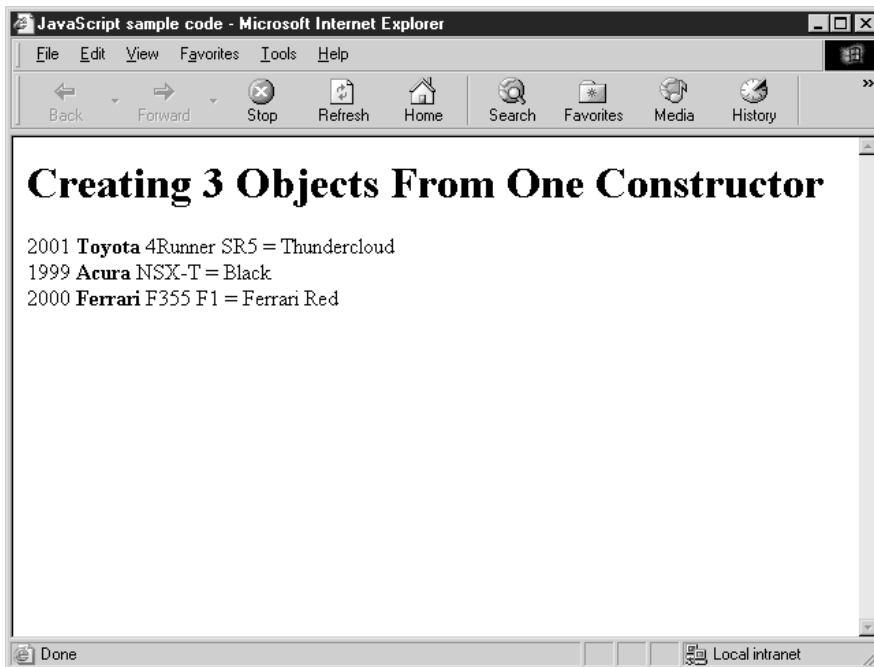 JavaScript sample code - Microsoft Internet Explorer
File Edit View Favorites Tools Help
Back Forward Stop Refresh Home Search Favorites Media History »
Creating 3 Objects From One Constructor
2001 Toyota 4Runner SR5 = Thundercloud
1999 Acura NSX-T = Black
2000 Ferrari F355 F1 = Ferrari Red
Done Local intranet